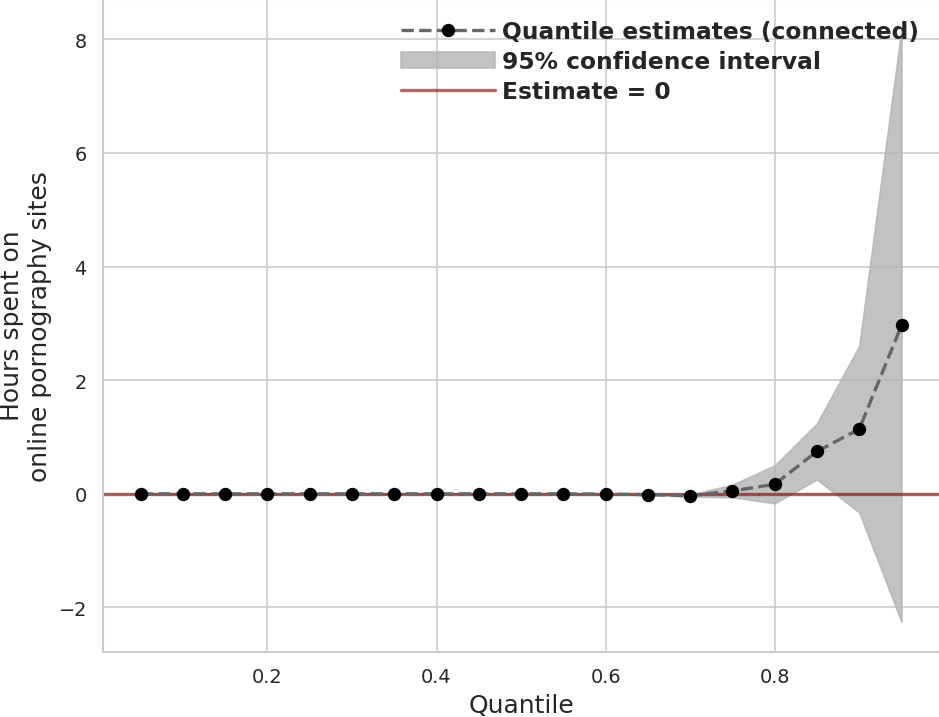 Quantile estimates (connected)
95% confidence interval
Estimate = 0
8
6
4
2
0
−2
Hours spent on
online pornography sites
0.2 0.4 0.6 0.8
Quantile